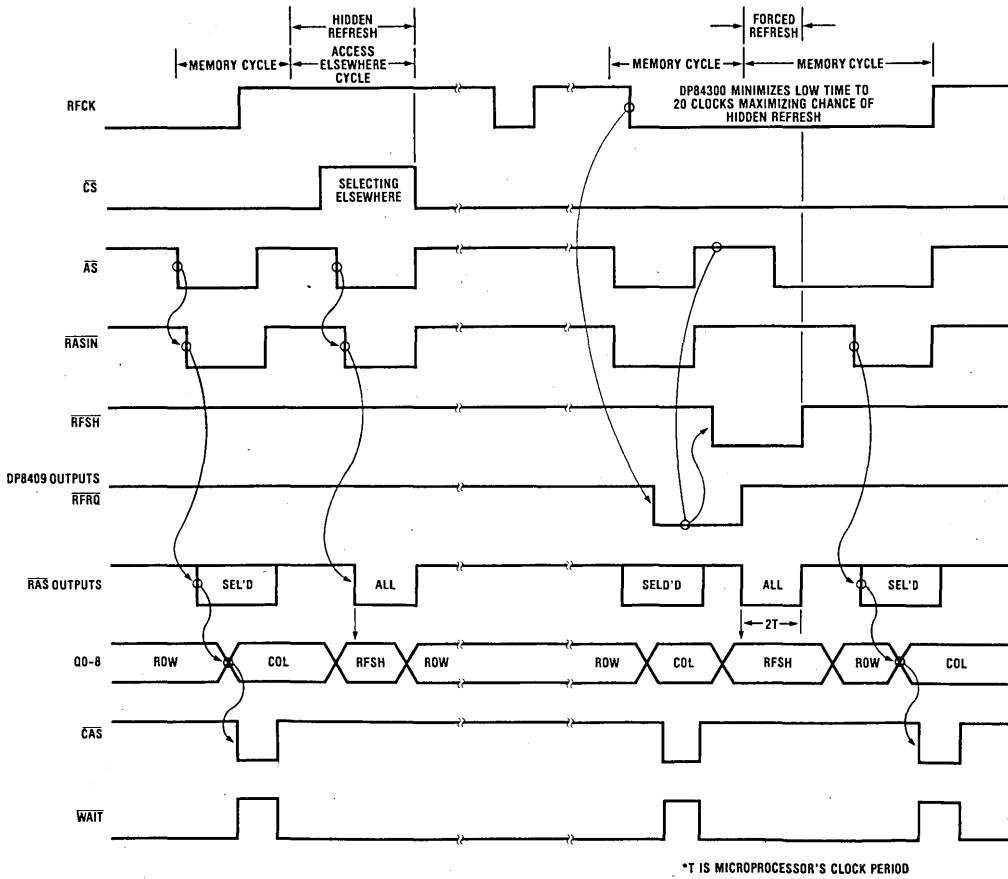 HIDDEN
REFRESH
FORCED
REFRESH
MEMORY CYCLE
ACCESS
ELSEWHERE
CYCLE
MEMORY CYCLE
MEMORY CYCLE
RFCK
DP84300 MINIMIZES LOW TIME TO
20 CLOCKS MAXIMIZING CHANCE OF
HIDDEN REFRESH
CS
SELECTING
ELSEWHERE
AS
RASIN
RFSH
DP8409 OUTPUTS
RFRQ
RAS OUTPUTS
SEL'D
ALL
SELD'D
ALL
SEL'D
2T
Q0-8
ROW
COL
RFSH
ROW
ROW
COL
RFSH
ROW
COL
CAS
WAIT
*T IS MICROPROCESSOR'S CLOCK PERIOD